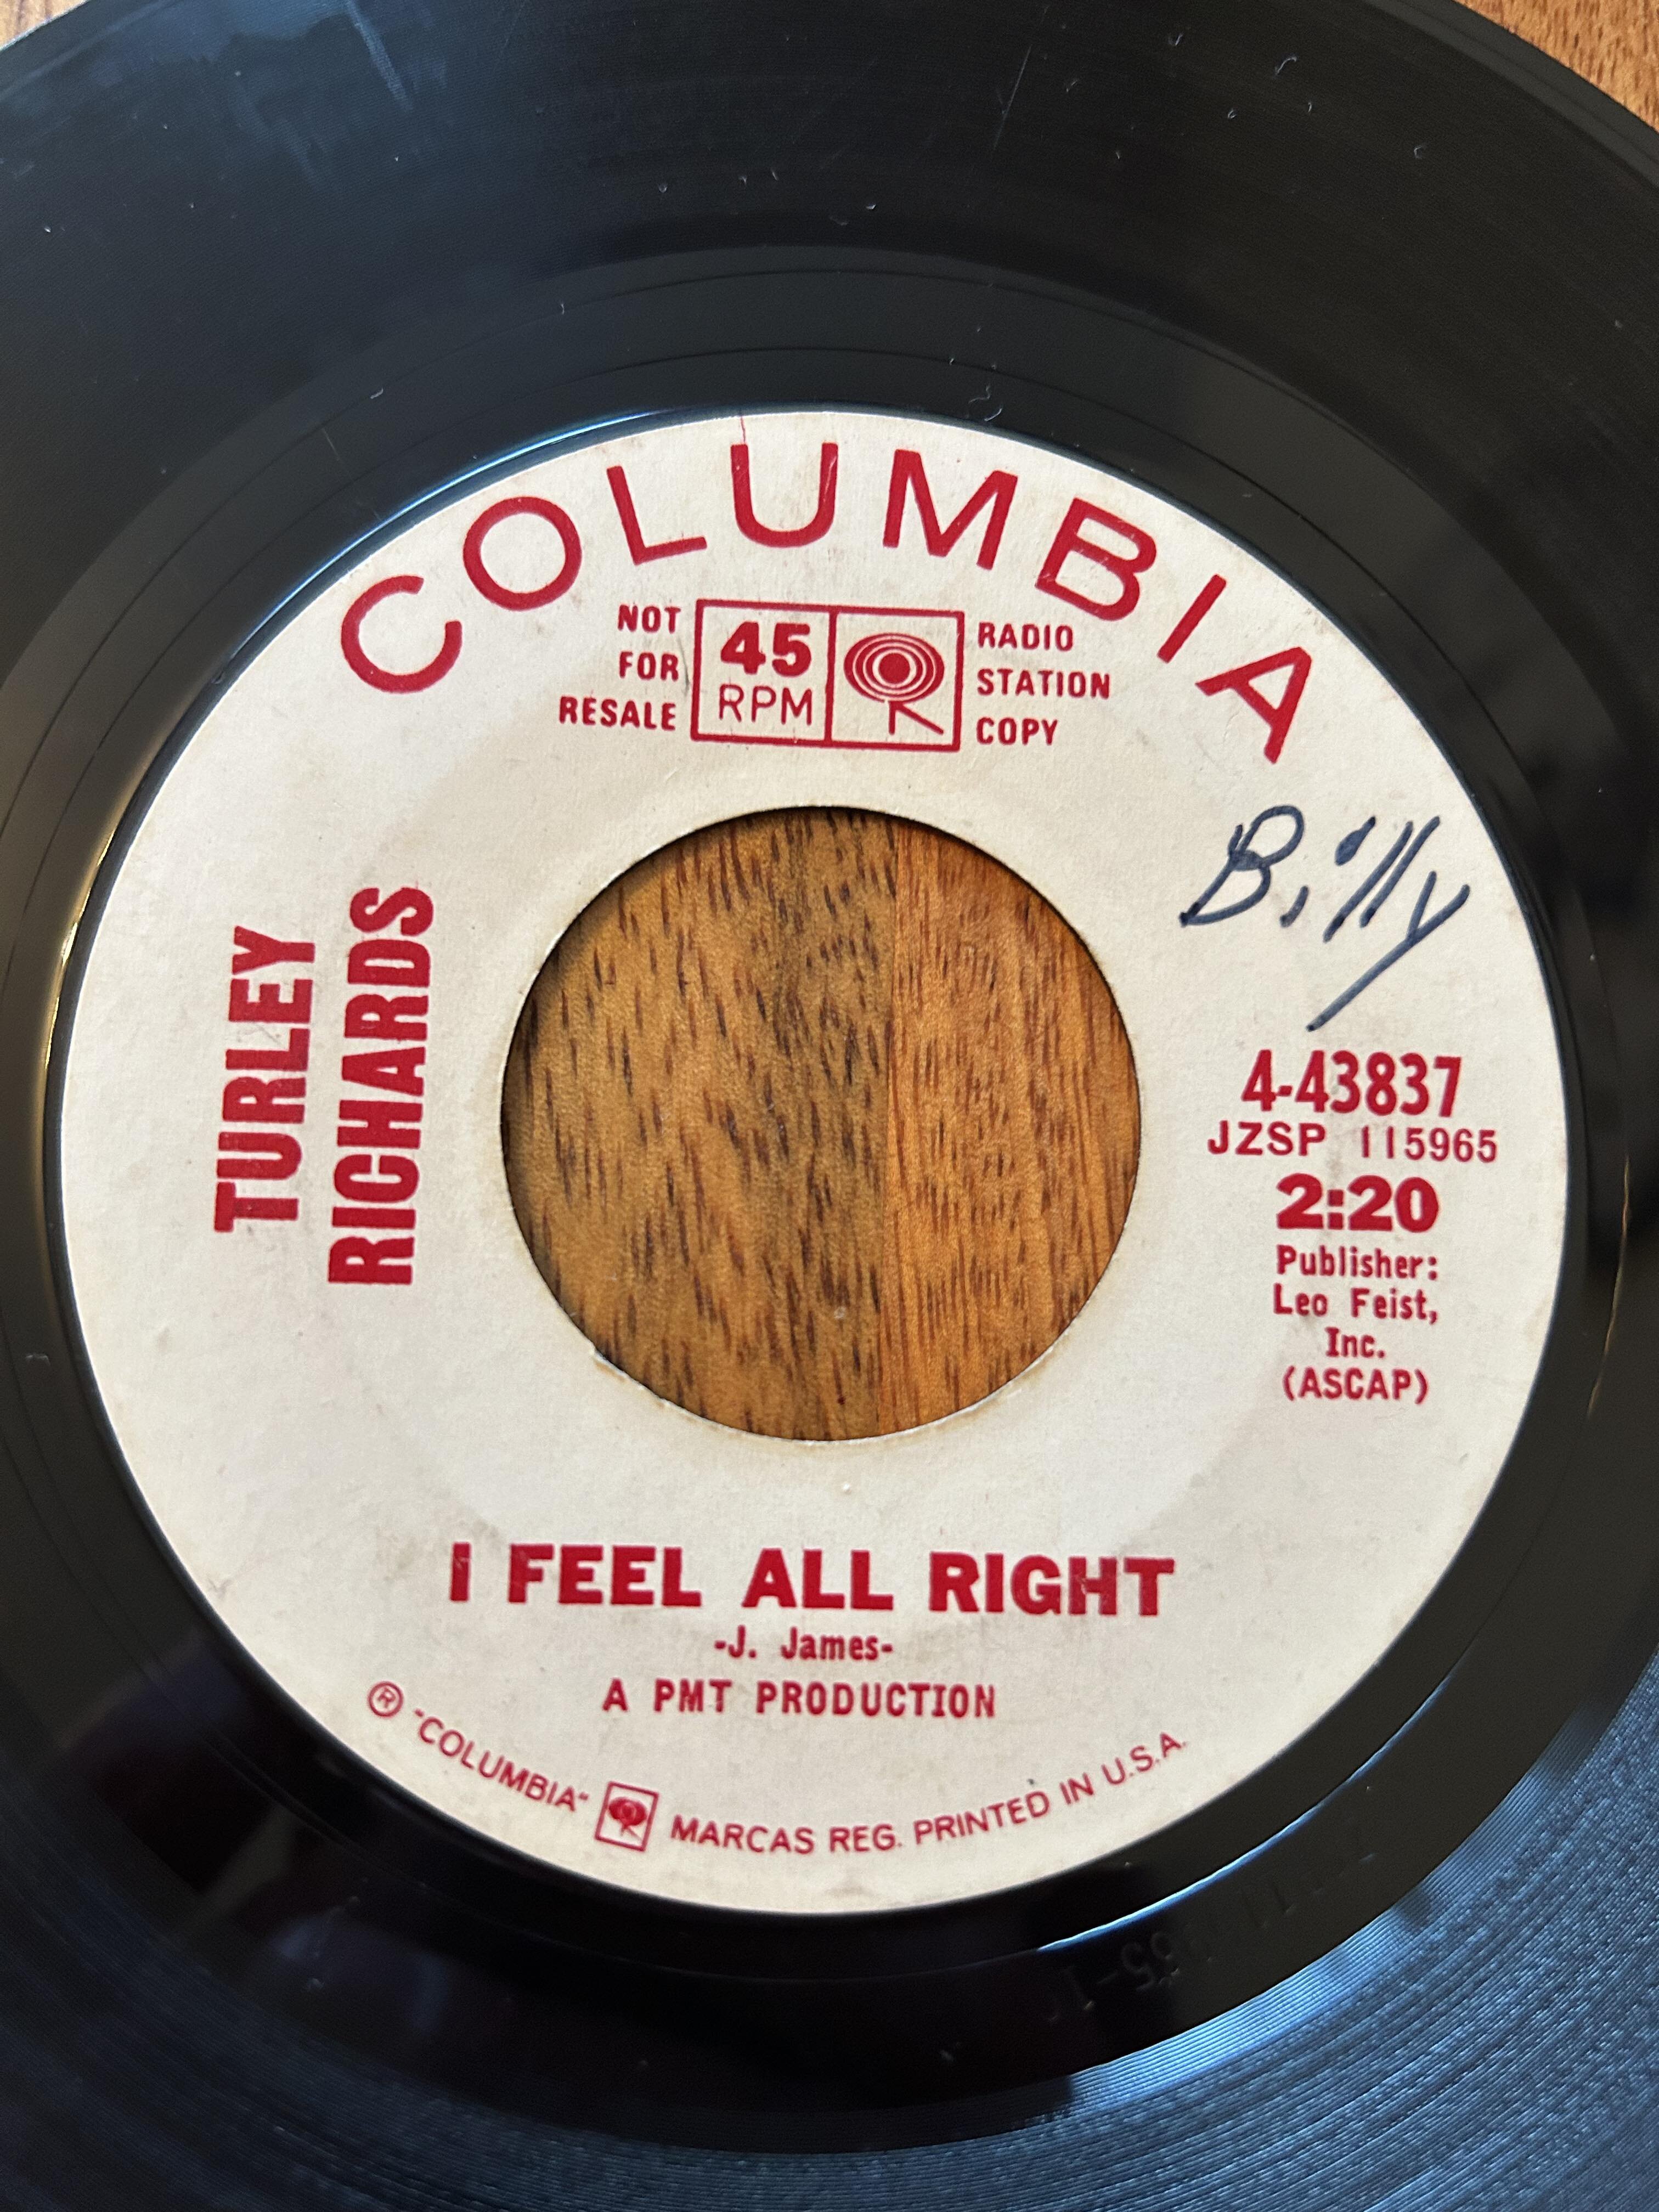 COLUMBIA
NOT
FOR
RESALE
45
RPM
RADIO
STATION
COPY
Billy
TURLEY
RICHARDS
4-43837
JZSP 115965
2:20
Publisher:
Leo Feist,
Inc.
(ASCAP)
I FEEL ALL RIGHT
-J. James-
A PMT PRODUCTION
® "COLUMBIA" MARCAS REG. PRINTED IN U.S.A.